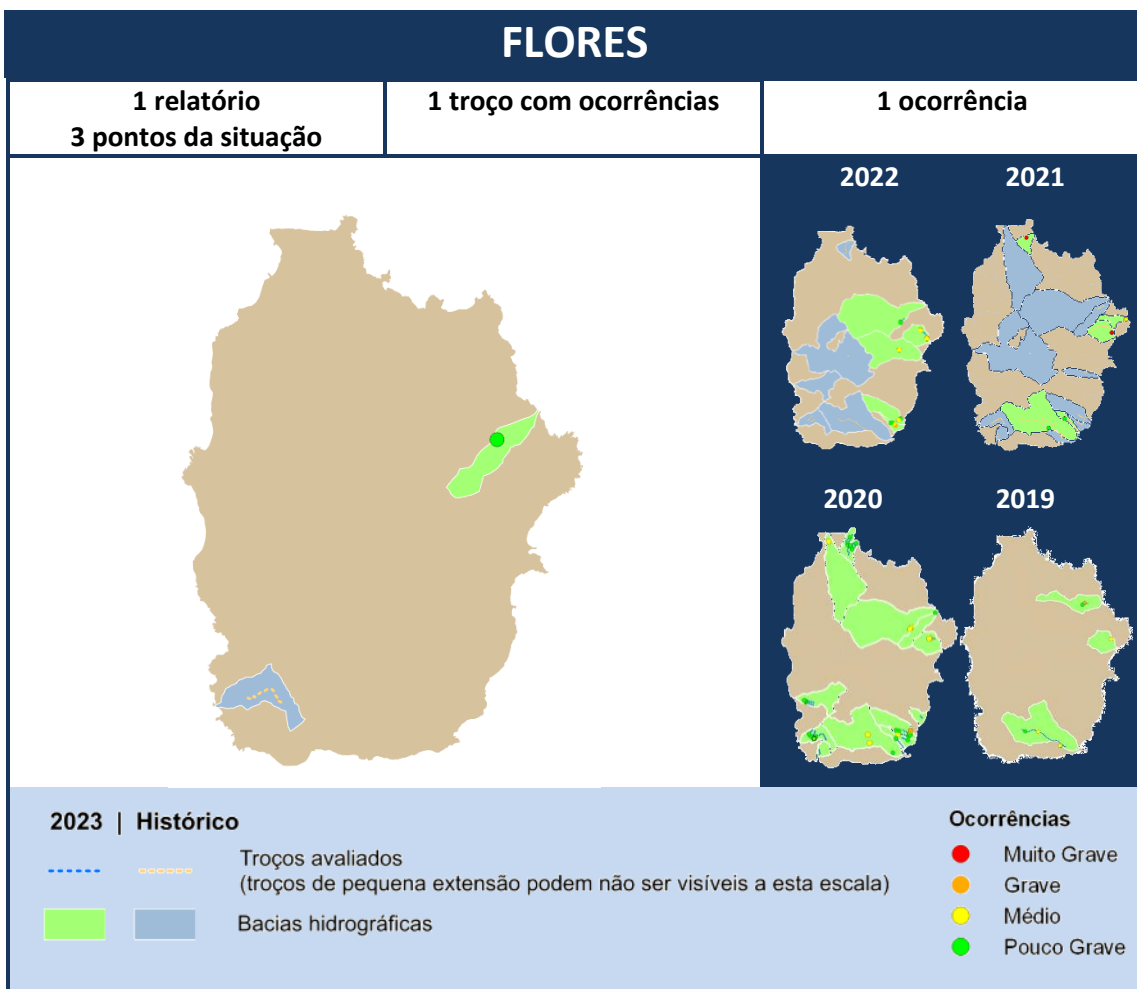 FLORES
1 relatório
3 pontos da situação
1 troço com ocorrências
1 ocorrência
2022
2021
2020
2019
2023 | Histórico
Troços avaliados
(troços de pequena extensão podem não ser visíveis a esta escala)
Bacias hidrográficas
Ocorrências
Muito Grave
Grave
Médio
Pouco Grave